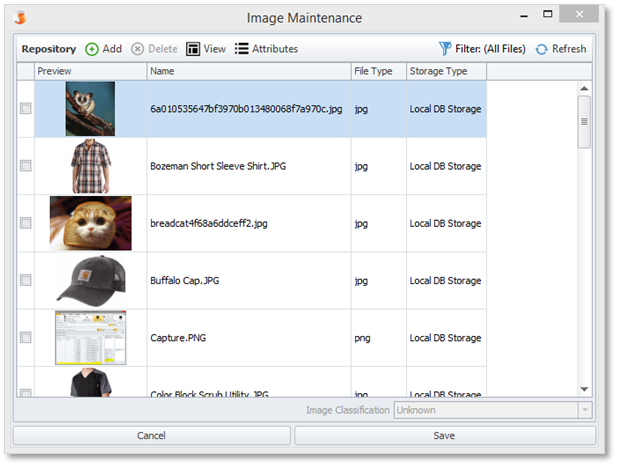 Image Maintenance
Repository Add Delete View Attributes Filter: (All Files) Refresh
Preview Name File Type Storage Type
6a010535647bf3970b013480068f7a970c.jpg jpg Local DB Storage
Bozeman Short Sleeve Shirt.JPG jpg Local DB Storage
breadcat4f68a6ddceff2.jpg jpg Local DB Storage
Buffalo Cap.JPG jpg Local DB Storage
Capture.PNG png Local DB Storage
Color Block Scrub Utility.JPG jpg Local DB Storage
Image Classification Unknown
Cancel Save